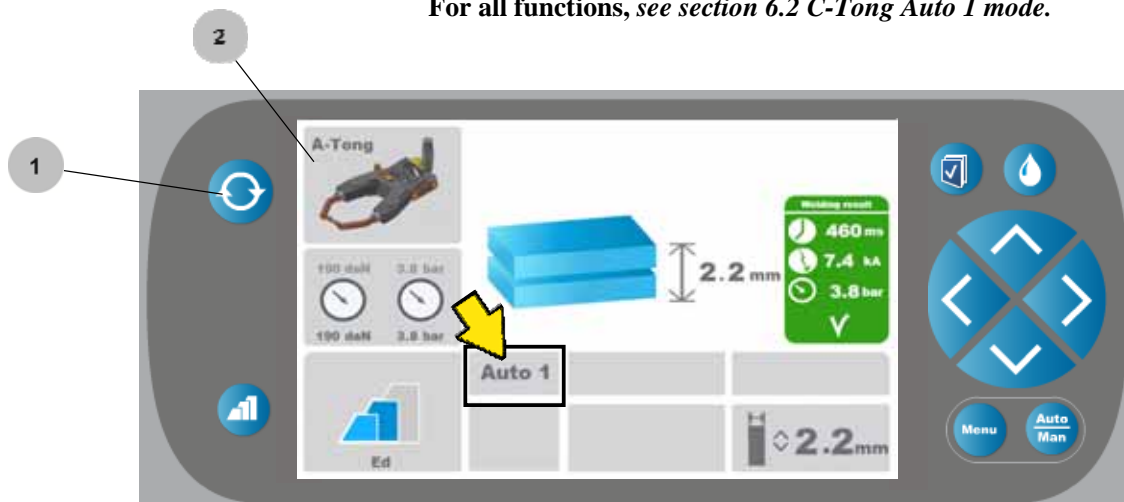 For all functions, see section 6.2 C-Tong Auto 1 mode.
2
1
A-Tong
Welding result
460 ms
7.4 kA
3.8 bar
2.2 mm
190 daN 3.8 bar
190 daN 3.8 bar
Auto 1
Ed
2.2mm
Menu
Auto
Man